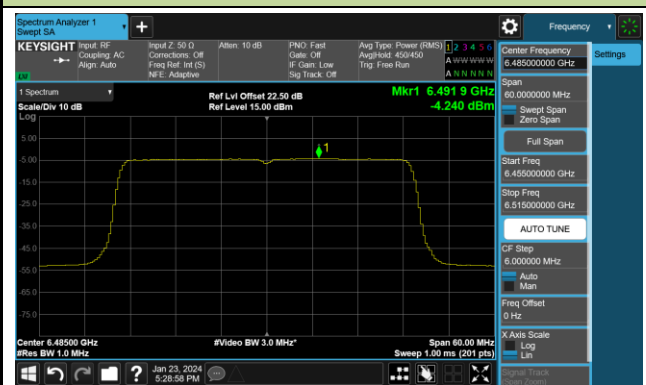 Spectrum Analyzer 1
Swept SA
KEYSIGHT
Input: RF
Coupling: AC
Align: Auto
Input Z: 50 Ω
Corrections: Off
Freq Ref: Int (S)
NFE: Adaptive
Atten: 10 dB
PNO: Fast
Gate: Off
IF Gain: Low
Sig Track: Off
Avg Type: Power (RMS)
Avg|Hold: 450/450
Trig: Free Run
1 2 3 4 5 6
A W W W W W
A N N N N N
LXI
1 Spectrum
Scale/Div 10 dB
Log
Ref Lvl Offset 22.50 dB
Ref Level 15.00 dBm
Mkr1 6.491 9 GHz
-4.240 dBm
5.00
-5.00
-15.0
-25.0
-35.0
-45.0
-55.0
-65.0
-75.0
1
Center 6.48500 GHz
#Res BW 1.0 MHz
#Video BW 3.0 MHz*
Span 60.00 MHz
Sweep 1.00 ms (201 pts)
Jan 23, 2024
5:28:58 PM
Frequency
Settings
Center Frequency
6.485000000 GHz
Span
60.0000000 MHz
Swept Span
Zero Span
Full Span
Start Freq
6.455000000 GHz
Stop Freq
6.515000000 GHz
AUTO TUNE
CF Step
6.000000 MHz
Auto
Man
Freq Offset
0 Hz
X Axis Scale
Log
Lin
Signal Track
(Span Zoom)